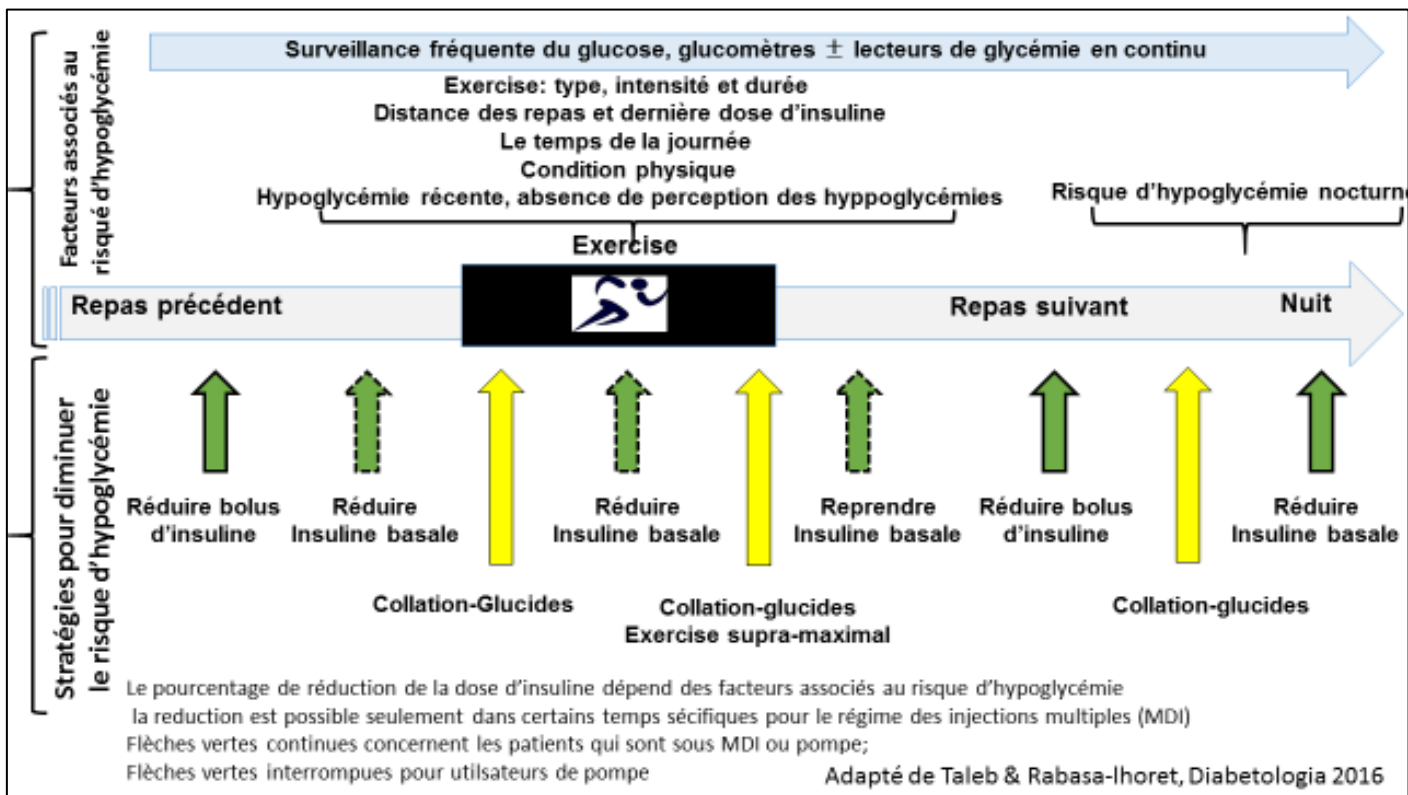 Facteurs associés au
risqué d'hypoglycémie
Surveillance fréquente du glucose, glucomètres ± lecteurs de glycémie en continu
Exercise: type, intensité et durée
Distance des repas et dernière dose d'insuline
Le temps de la journée
Condition physique
Hypoglycémie récente, absence de perception des hyppoglycémies
Risque d'hypoglycémie nocturne
Exercise
Repas précédent
Repas suivant
Nuit
Stratégies pour diminuer
le risque d'hypoglycémie
Réduire bolus
d'insuline
Réduire
Insuline basale
Réduire
Insuline basale
Reprendre
Insuline basale
Réduire bolus
d'insuline
Réduire
Insuline basale
Collation-Glucides
Collation-glucides
Exercise supra-maximal
Collation-glucides
Le pourcentage de réduction de la dose d'insuline dépend des facteurs associés au risque d'hypoglycémie
la reduction est possible seulement dans certains temps sécifiques pour le régime des injections multiples (MDI)
Flèches vertes continues concernent les patients qui sont sous MDI ou pompe;
Flèches vertes interrompues pour utilsateurs de pompe
Adapté de Taleb & Rabasa-lhoret, Diabetologia 2016